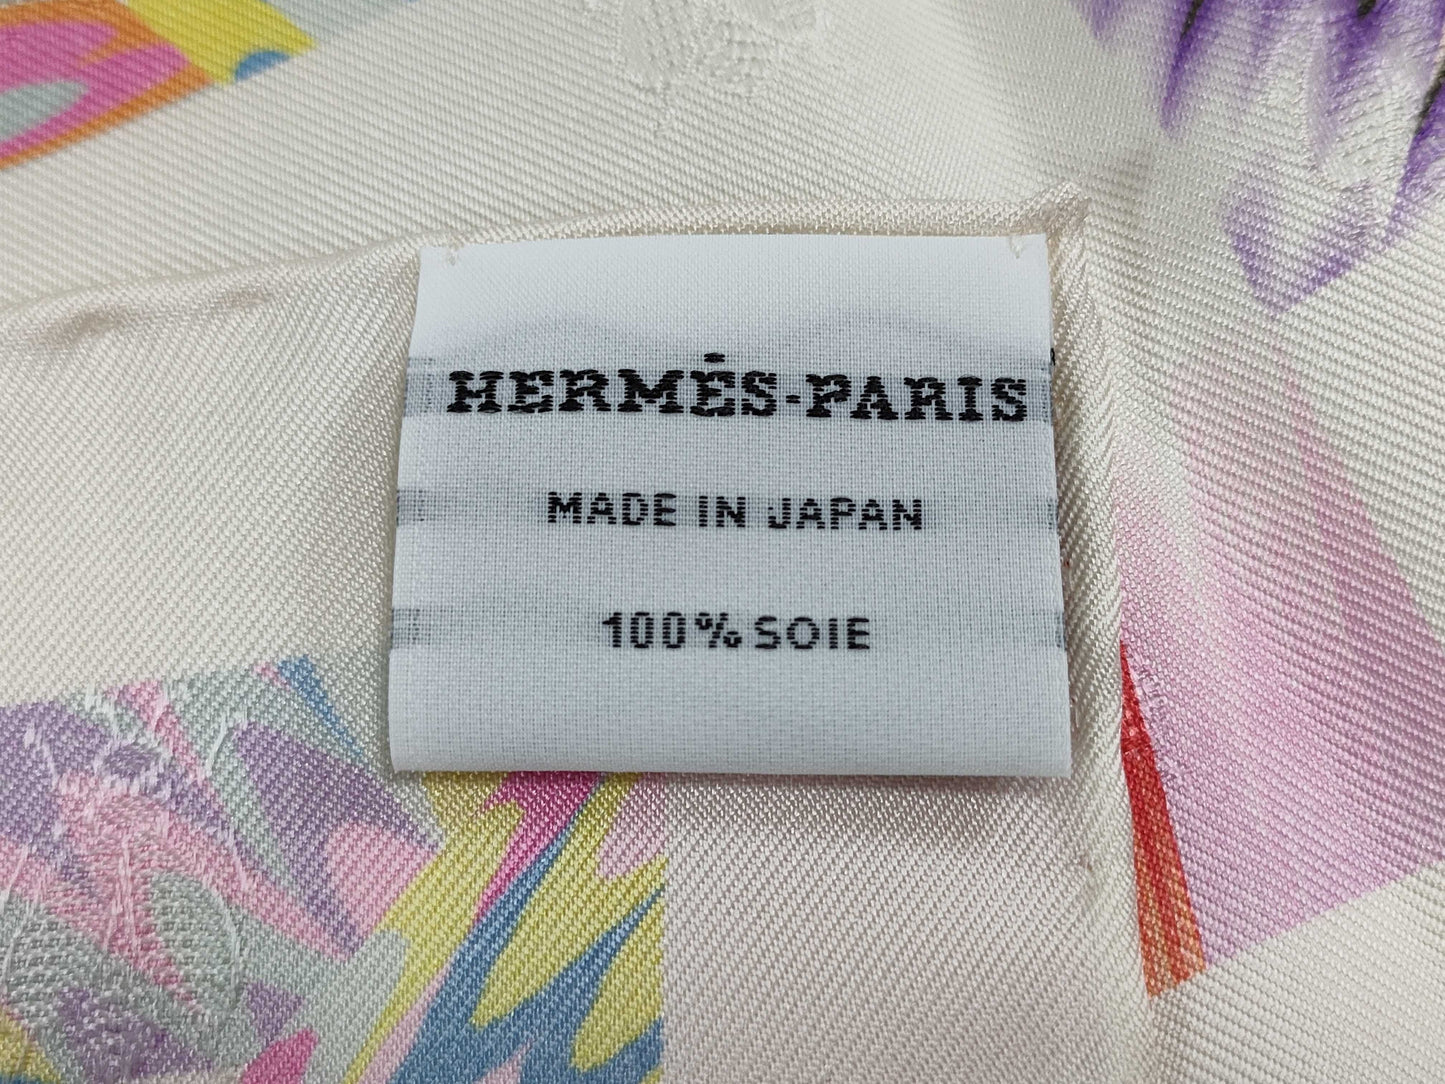 HERMÈS-PARIS
MADE IN JAPAN
100% SOIE